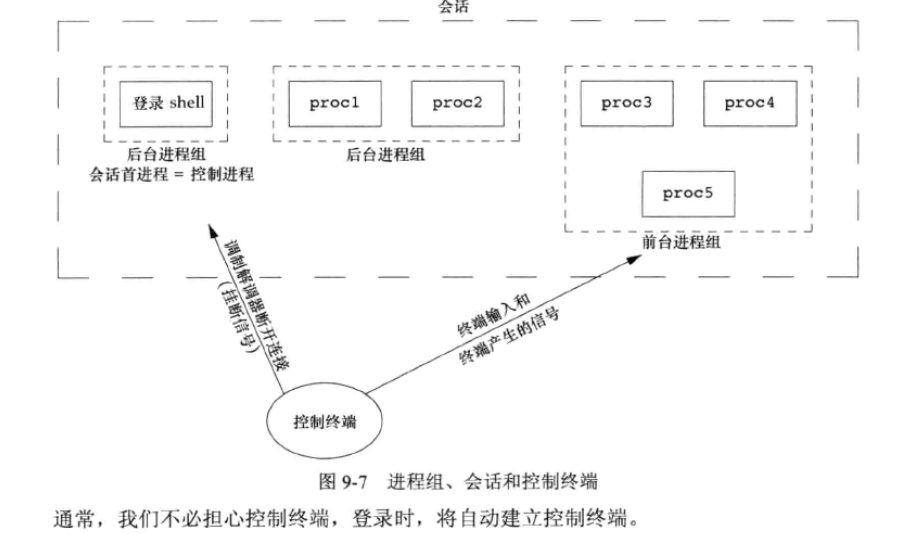 会话
登录 shell
proc1
proc2
proc3
proc4
proc5
后台进程组
会话首进程 = 控制进程
后台进程组
前台进程组
调制解调器断开连接
(挂断信号)
终端输入和
终端产生的信号
控制终端
图 9-7 进程组、会话和控制终端
通常，我们不必担心控制终端，登录时，将自动建立控制终端。